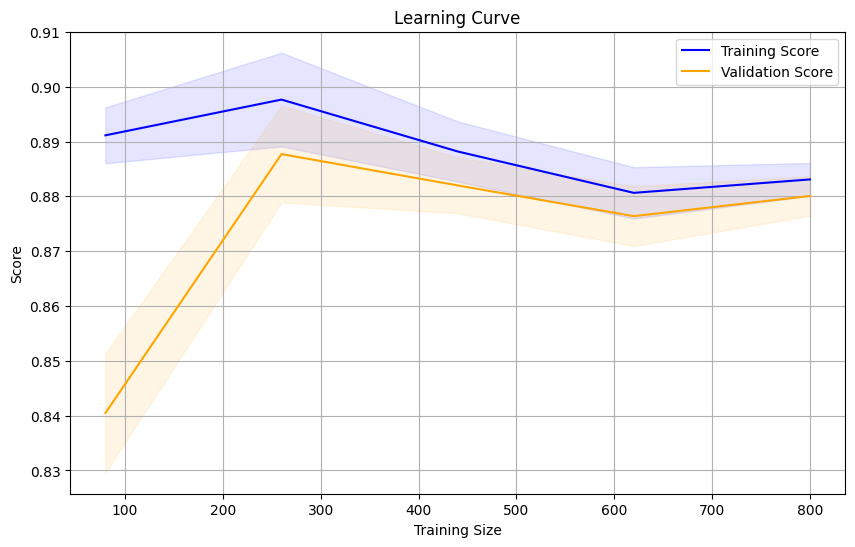 Learning Curve
Training Score
Validation Score
0.91
0.90
0.89
0.88
0.87
0.86
0.85
0.84
0.83
Score
100 200 300 400 500 600 700 800
Training Size